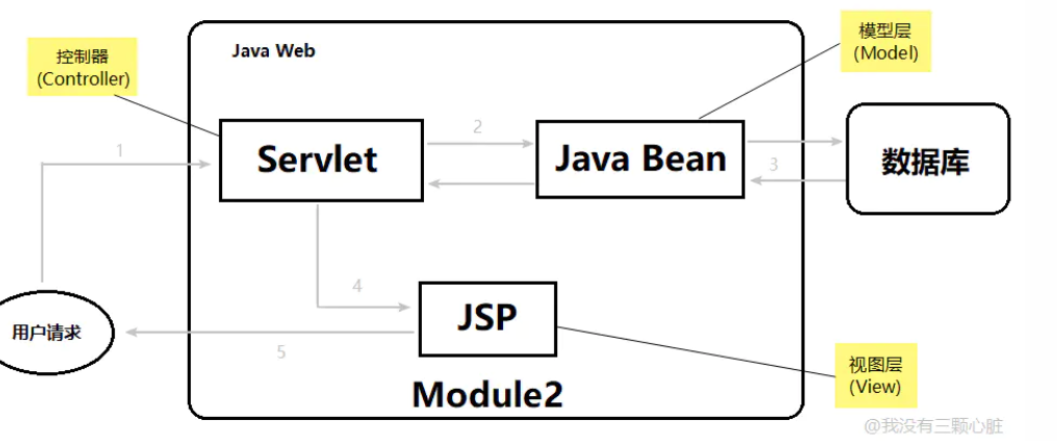 控制器
(Controller)
Java Web
模型层
(Model)
1
Servlet
2
Java Bean
3
数据库
4
JSP
用户请求
5
视图层
(View)
Module2
@我没有三颗心脏